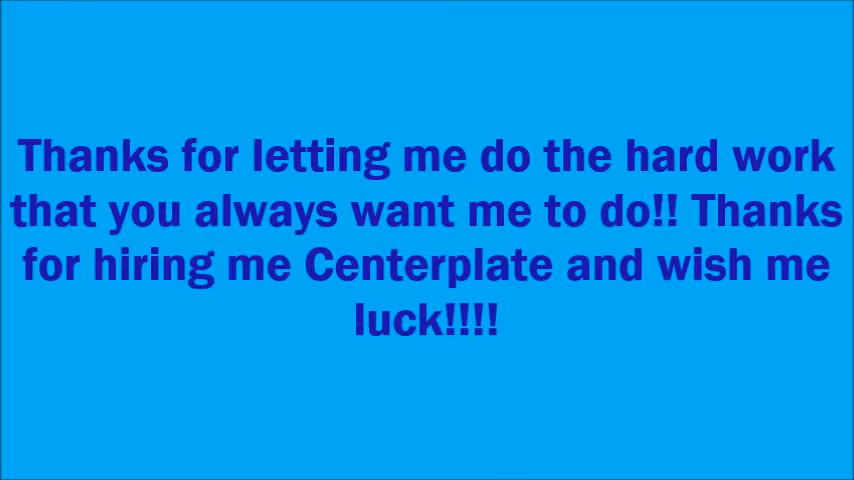 Thanks for letting me do the hard work
that you always want me to do!! Thanks
for hiring me Centerplate and wish me
luck!!!!